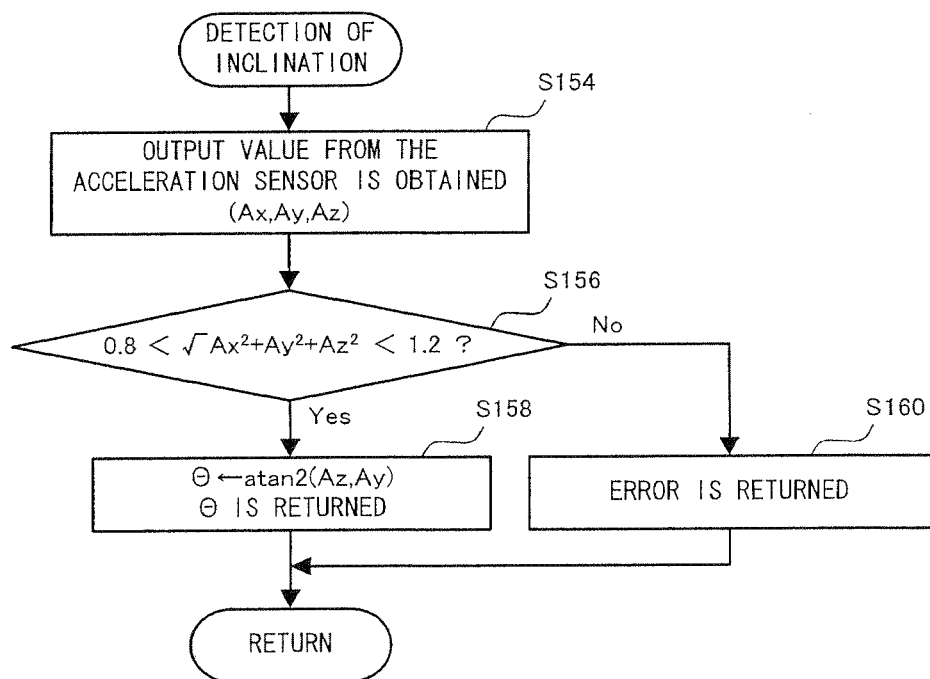 DETECTION OF
INCLINATION
S154
OUTPUT VALUE FROM THE
ACCELERATION SENSOR IS OBTAINED
(Ax,Ay,Az)
S156
0.8 < √Ax²+Ay²+Az² < 1.2 ?
No
Yes
S158
Θ←atan2(Az,Ay)
Θ IS RETURNED
S160
ERROR IS RETURNED
RETURN